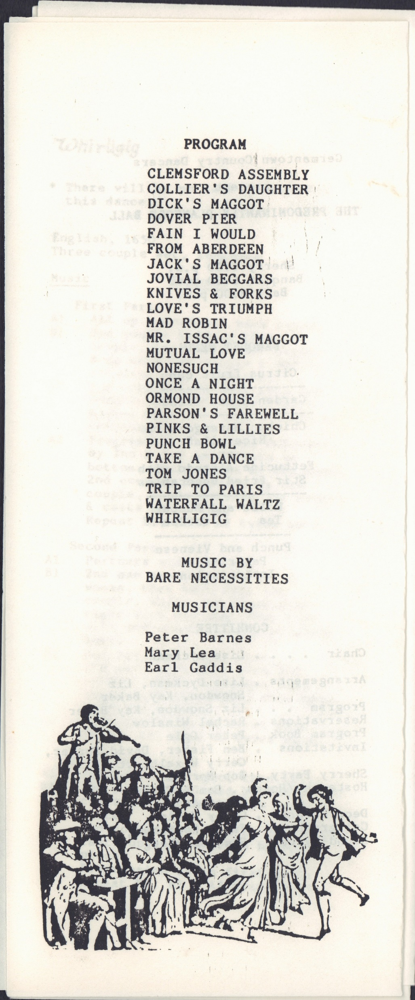 PROGRAM
CLEMSFORD ASSEMBLY
COLLIER'S DAUGHTER
DICK'S MAGGOT
DOVER PIER
FAIN I WOULD
FROM ABERDEEN
JACK'S MAGGOT
JOVIAL BEGGARS
KNIVES & FORKS
LOVE'S TRIUMPH
MAD ROBIN
MR. ISSAC'S MAGGOT
MUTUAL LOVE
NONESUCH
ONCE A NIGHT
ORMOND HOUSE
PARSON'S FAREWELL
PINKS & LILLIES
PUNCH BOWL
TAKE A DANCE
TOM JONES
TRIP TO PARIS
WATERFALL WALTZ
WHIRLIGIG
MUSIC BY
BARE NECESSITIES
MUSICIANS
Peter Barnes
Mary Lea
Earl Gaddis